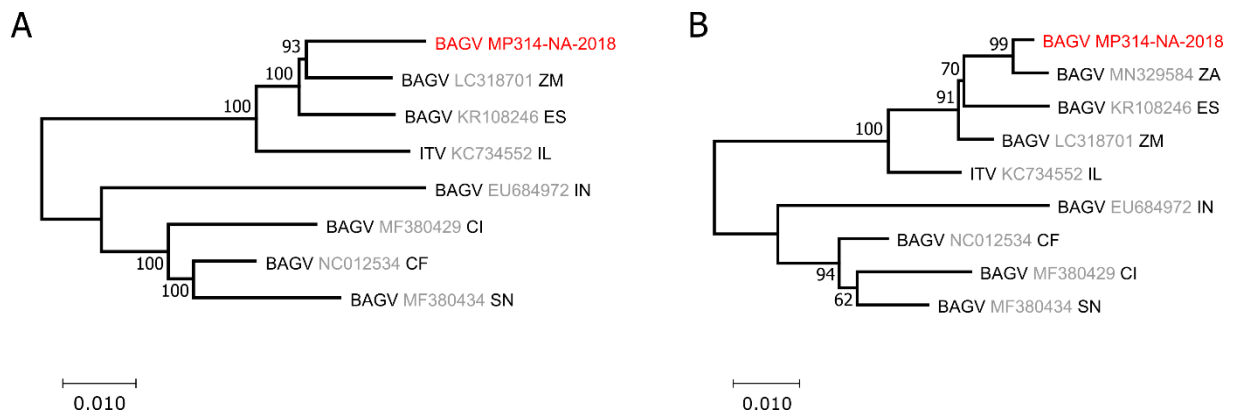 A
93
BAGV MP314-NA-2018
100
BAGV LC318701 ZM
100
BAGV KR108246 ES
ITV KC734552 IL
BAGV EU684972 IN
BAGV MF380429 CI
100
BAGV NC012534 CF
100
BAGV MF380434 SN
0.010
B
99
BAGV MP314-NA-2018
70
BAGV MN329584 ZA
91
BAGV KR108246 ES
100
BAGV LC318701 ZM
ITV KC734552 IL
BAGV EU684972 IN
BAGV NC012534 CF
94
BAGV MF380429 CI
62
BAGV MF380434 SN
0.010